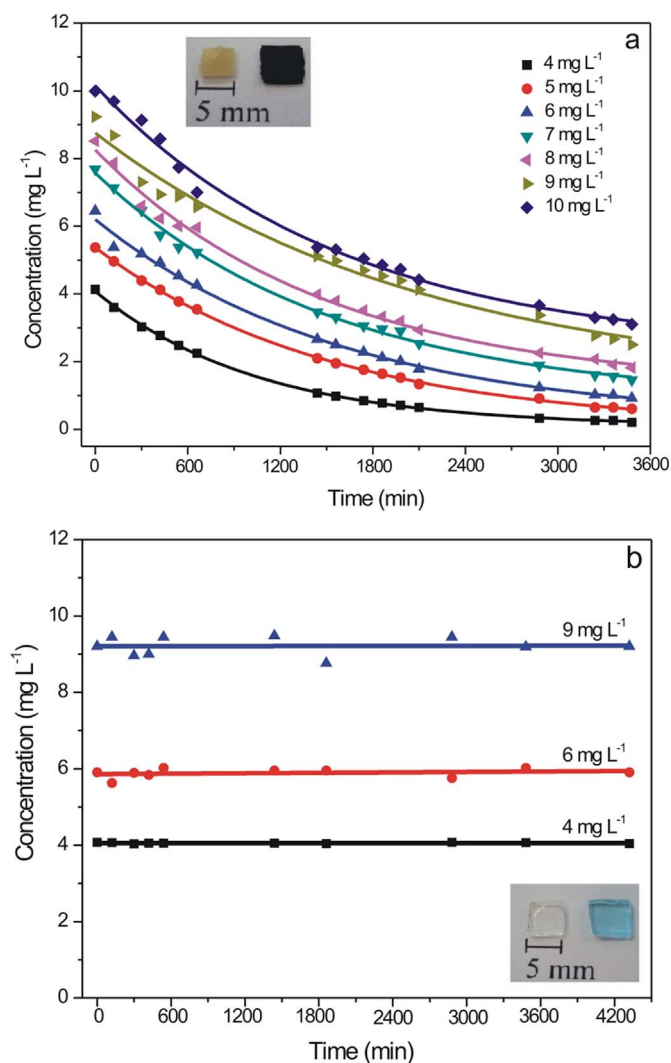 a
12
10
8
6
4
2
0
Concentration (mg L⁻¹)
5 mm
4 mg L⁻¹
5 mg L⁻¹
6 mg L⁻¹
7 mg L⁻¹
8 mg L⁻¹
9 mg L⁻¹
10 mg L⁻¹
0 600 1200 1800 2400 3000 3600
Time (min)
b
12
10
8
6
4
2
0
Concentration (mg L⁻¹)
9 mg L⁻¹
6 mg L⁻¹
4 mg L⁻¹
5 mm
0 600 1200 1800 2400 3000 3600 4200
Time (min)